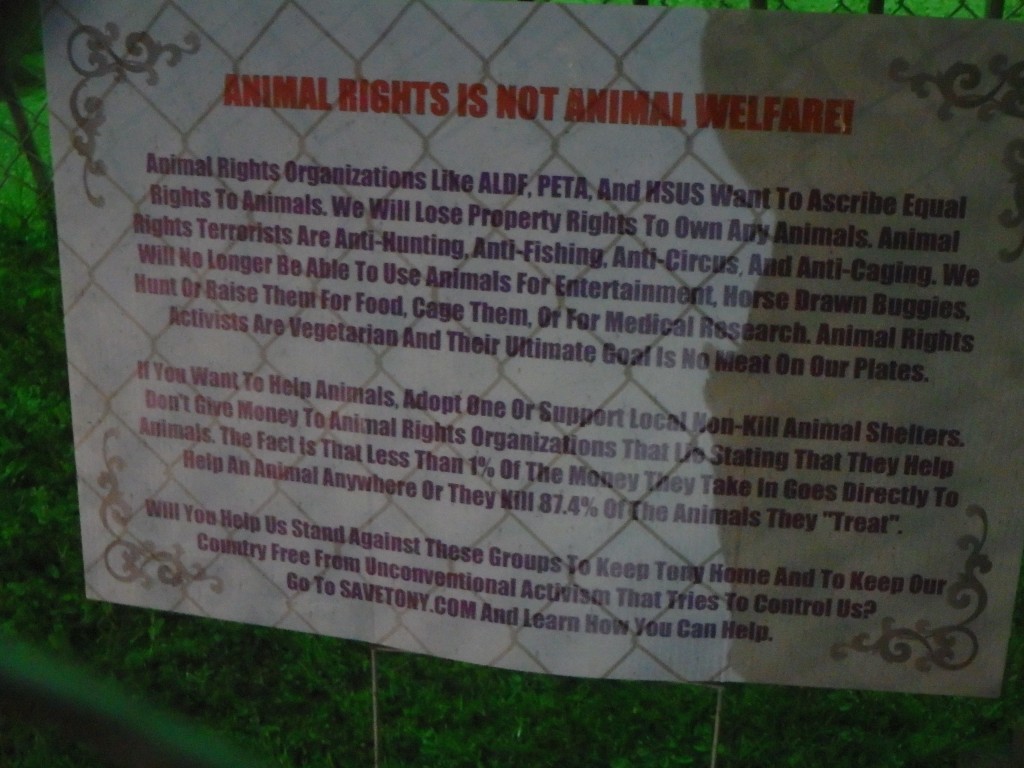 ANIMAL RIGHTS IS NOT ANIMAL WELFARE!
Animal Rights Organizations Like ALDF, PETA, And HSUS Want To Ascribe Equal
Rights To Animals. We Will Lose Property Rights To Own Any Animals. Animal
Rights Terrorists Are Anti-Hunting, Anti-Fishing, Anti-Circus, And Anti-Caging. We
Will No Longer Be Able To Use Animals For Entertainment, Horse Drawn Buggies,
Hunt Or Raise Them For Food, Cage Them, Or For Medical Research. Animal Rights
Activists Are Vegetarian And Their Ultimate Goal Is No Meat On Our Plates.
If You Want To Help Animals, Adopt One Or Support Local Non-Kill Animal Shelters.
Don't Give Money To Animal Rights Organizations That Lie Stating That They Help
Animals. The Fact Is That Less Than 1% Of The Money They Take In Goes Directly To
Help An Animal Anywhere Or They Kill 87.4% Of The Animals They "Treat".
Will You Help Us Stand Against These Groups To Keep Tony Home And To Keep Our
Country Free From Unconventional Activism That Tries To Control Us?
Go To SAVETONY.COM And Learn How You Can Help.